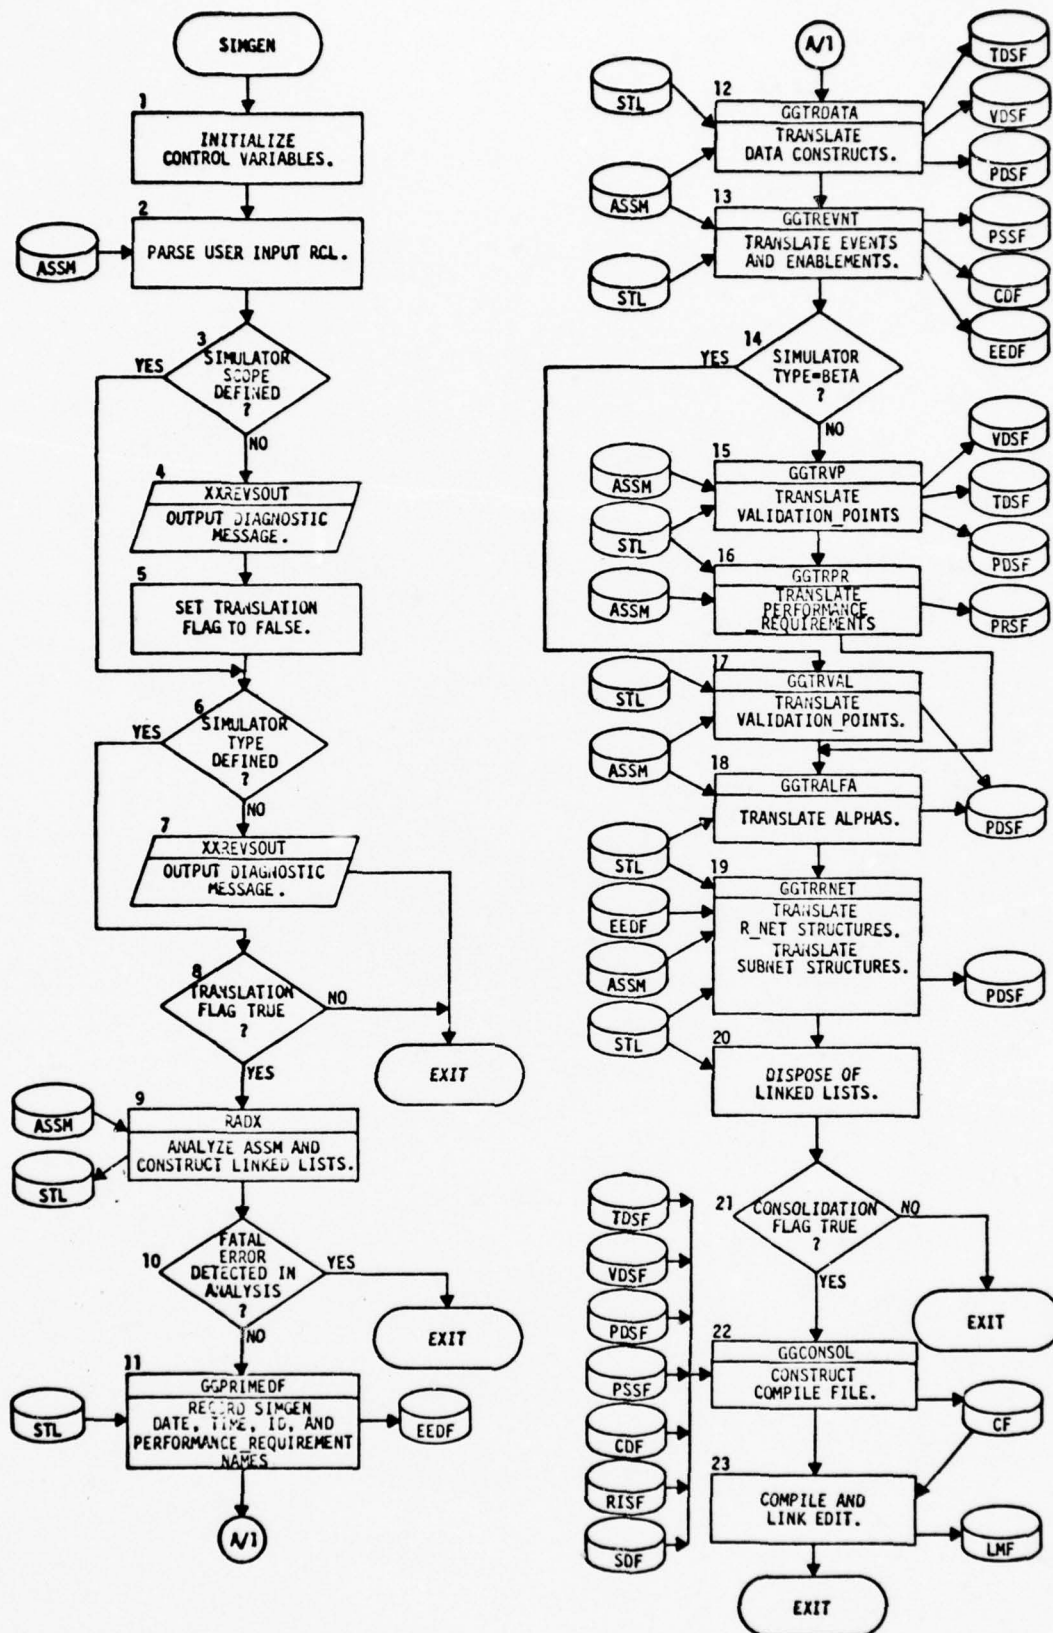 SIMGEN
1
INITIALIZE
CONTROL VARIABLES.
2
ASSM
PARSE USER INPUT RCL.
3
YES
SIMULATOR
SCOPE
DEFINED
?
NO
4
XXREVSOUT
OUTPUT DIAGNOSTIC
MESSAGE.
5
SET TRANSLATION
FLAG TO FALSE.
6
YES
SIMULATOR
TYPE
DEFINED
?
NO
7
XXREVSOUT
OUTPUT DIAGNOSTIC
MESSAGE.
8
TRANSLATION
FLAG TRUE
?
NO
YES
EXIT
9
ASSM
RADX
ANALYZE ASSM AND
CONSTRUCT LINKED LISTS.
STL
10
FATAL
ERROR
DETECTED IN
ANALYSIS
?
YES
NO
EXIT
11
GGPRIMEDF
STL
RECORD SIMGEN
DATE, TIME, ID, AND
PERFORMANCE_REQUIREMENT
NAMES
EEDF
A/1
A/1
TDSF
12
STL
GGTRDATA
TRANSLATE
DATA CONSTRUCTS.
VDSF
PDSF
13
ASSM
GGTREVNT
TRANSLATE EVENTS
AND ENABLEMENTS.
STL
PSSF
CDF
EEDF
14
YES
SIMULATOR
TYPE=BETA
?
NO
15
ASSM
GGTRVP
TRANSLATE
VALIDATION_POINTS
VDSF
TDSF
PDSF
STL
16
GGTRPR
TRANSLATE
PERFORMANCE
_REQUIREMENTS
ASSM
PRSF
17
STL
GGTRVAL
TRANSLATE
VALIDATION_POINTS.
ASSM
18
GGTRALFA
TRANSLATE ALPHAS.
PDSF
STL
19
GGTRRNET
TRANSLATE
R_NET STRUCTURES.
TRANSLATE
SUBNET STRUCTURES.
EEDF
ASSM
PDSF
STL
20
DISPOSE OF
LINKED LISTS.
21
CONSOLIDATION
FLAG TRUE
?
NO
YES
EXIT
TDSF
VDSF
PDSF
PSSF
CDF
RISF
SDF
22
GGCONSOL
CONSTRUCT
COMPILE FILE.
CF
23
COMPILE AND
LINK EDIT.
LMF
EXIT